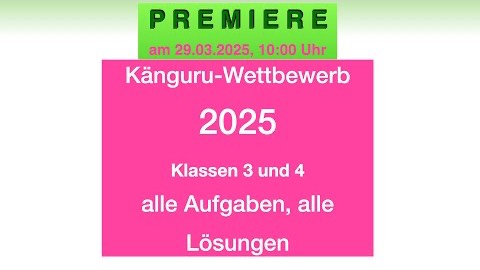 PREMIERE
am 29.03.2025, 10:00 Uhr
Känguru-Wettbewerb
2025
Klassen 3 und 4
alle Aufgaben, alle
Lösungen